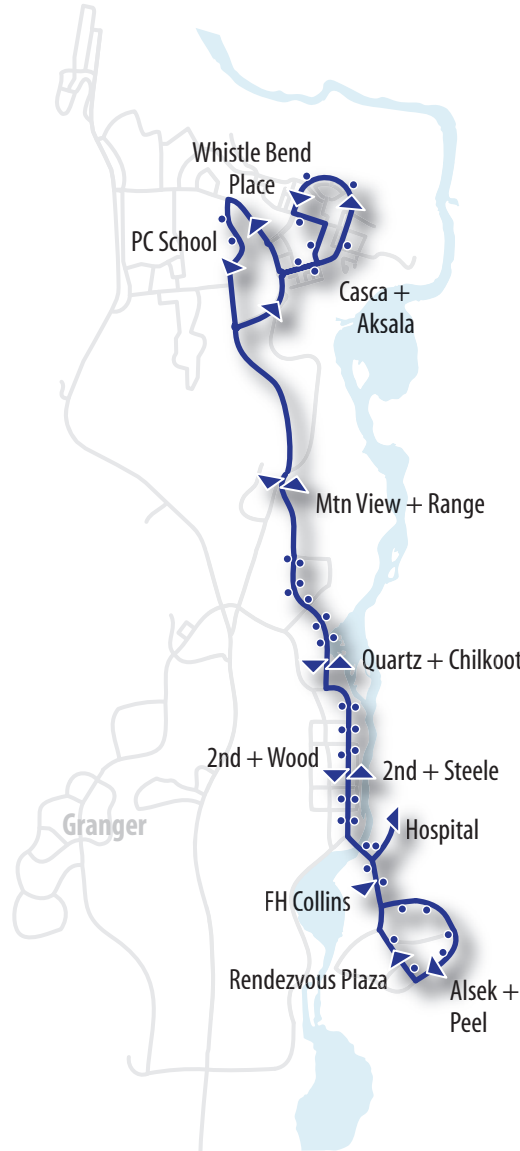 Whistle Bend
Place
PC School
Casca +
Aksala
Mtn View + Range
Quartz + Chilkoot
2nd + Wood
2nd + Steele
Granger
Hospital
FH Collins
Rendezvous Plaza
Alsek +
Peel